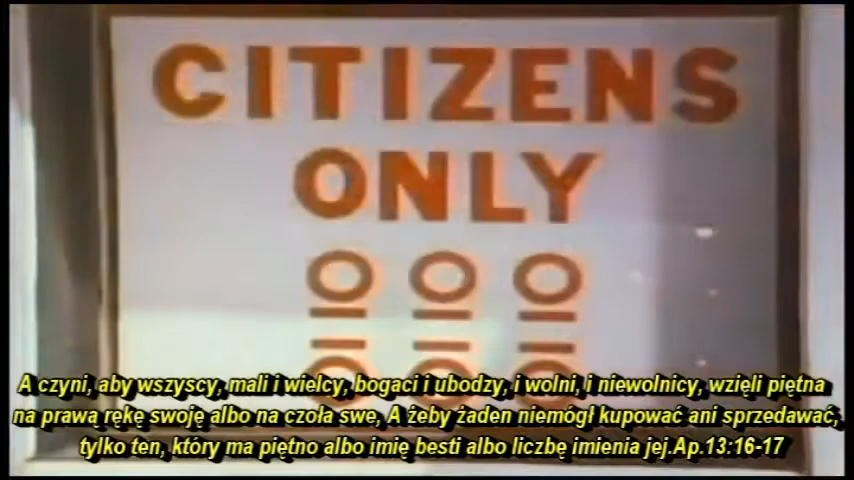 CITIZENS
ONLY
A czyni, aby wszyscy, mali i wielcy, bogaci i ubodzy, i wolni, i niewolnicy, wzięli piętna
na prawą rękę swoję albo na czoła swe, A żeby żaden niemógł kupować ani sprzedawać,
tylko ten, który ma piętno albo imię besti albo liczbę imienia jej.Ap.13:16-17